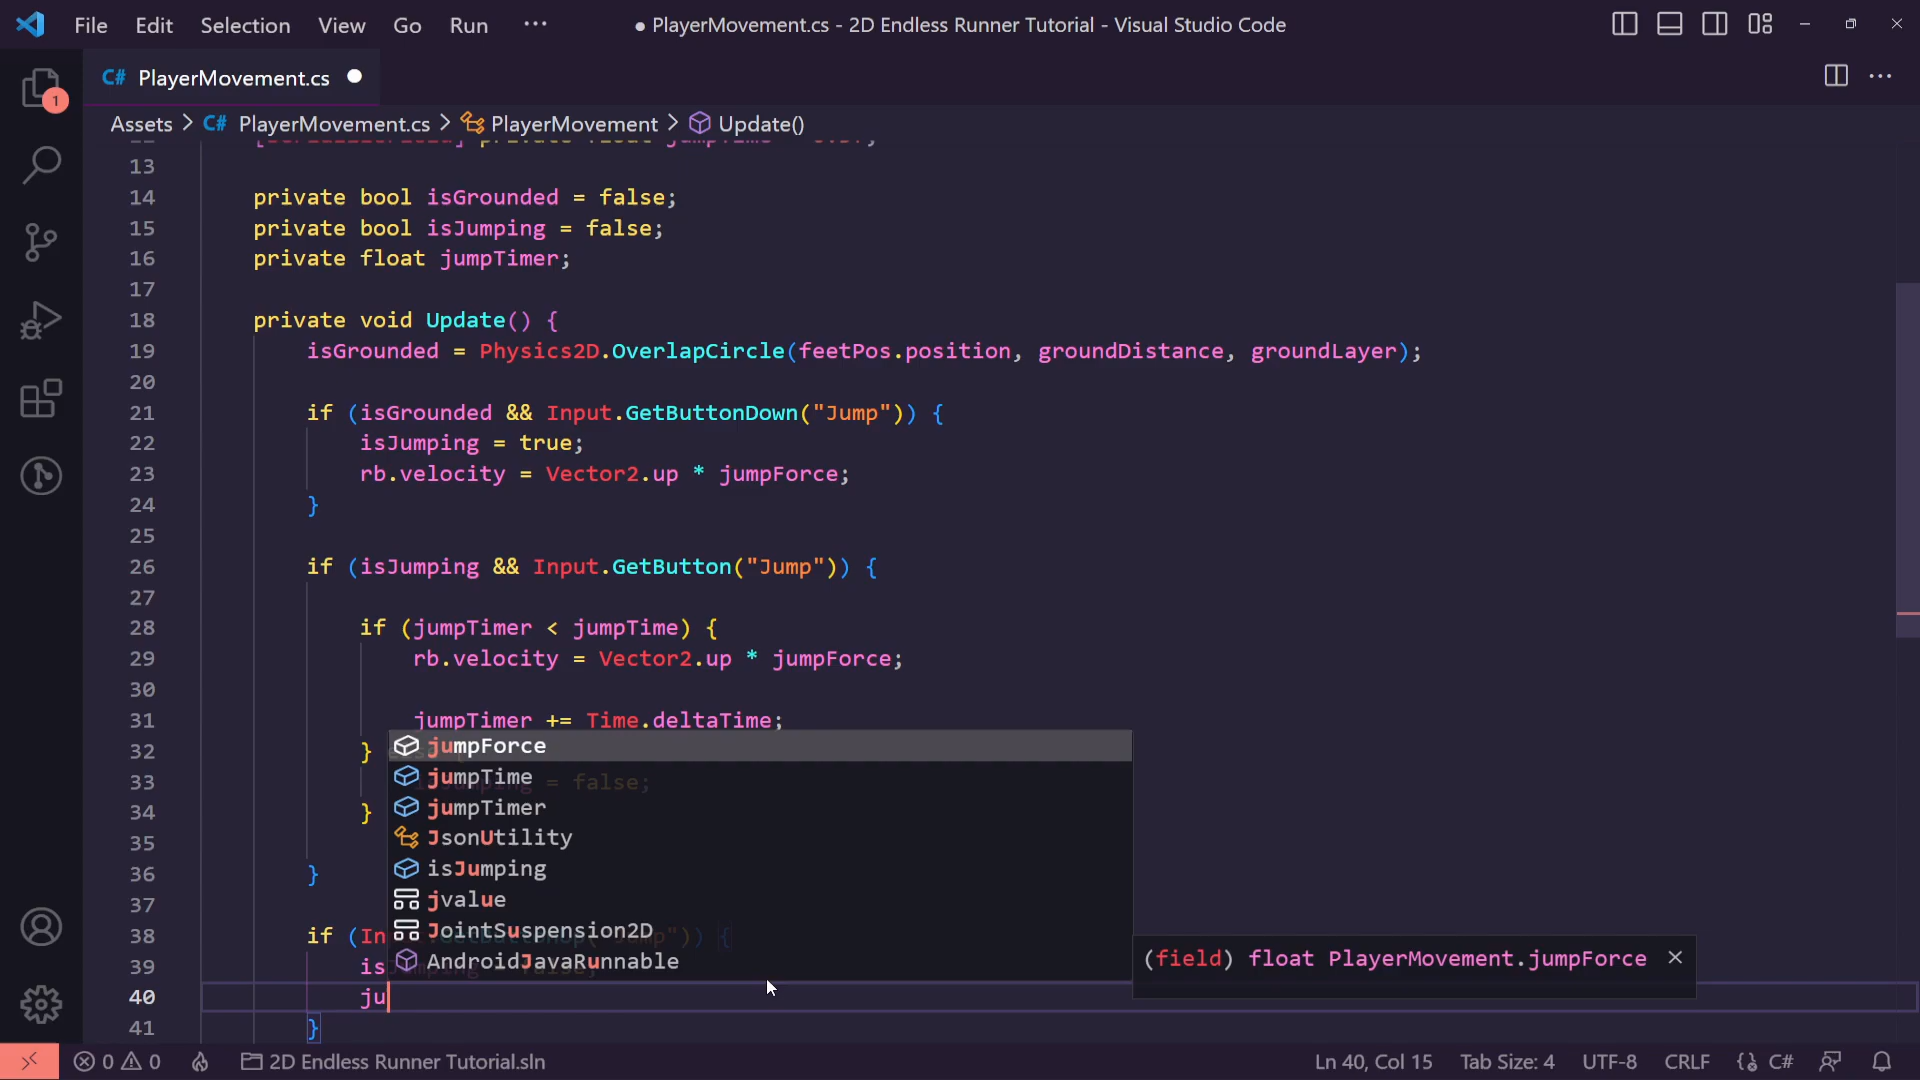 File Edit Selection View Go Run ···
● PlayerMovement.cs - 2D Endless Runner Tutorial - Visual Studio Code
C# PlayerMovement.cs ●
1
Assets > C# PlayerMovement.cs > PlayerMovement > Update()
13
14 private bool isGrounded = false;
15 private bool isJumping = false;
16 private float jumpTimer;
17
18 private void Update() {
19 isGrounded = Physics2D.OverlapCircle(feetPos.position, groundDistance, groundLayer);
20
21 if (isGrounded && Input.GetButtonDown("Jump")) {
22 isJumping = true;
23 rb.velocity = Vector2.up * jumpForce;
24 }
25
26 if (isJumping && Input.GetButton("Jump")) {
27
28 if (jumpTimer < jumpTime) {
29 rb.velocity = Vector2.up * jumpForce;
30
31 jumpTimer += Time.deltaTime;
32 }
33 = false;
34 }
35
36 }
37
38 if (In
39 is
40 ju
41 }
jumpForce
jumpTime
jumpTimer
JsonUtility
isJumping
jvalue
JointSuspension2D
AndroidJavaRunnable
(field) float PlayerMovement.jumpForce ×
0 0 2D Endless Runner Tutorial.sln Ln 40, Col 15 Tab Size: 4 UTF-8 CRLF C#